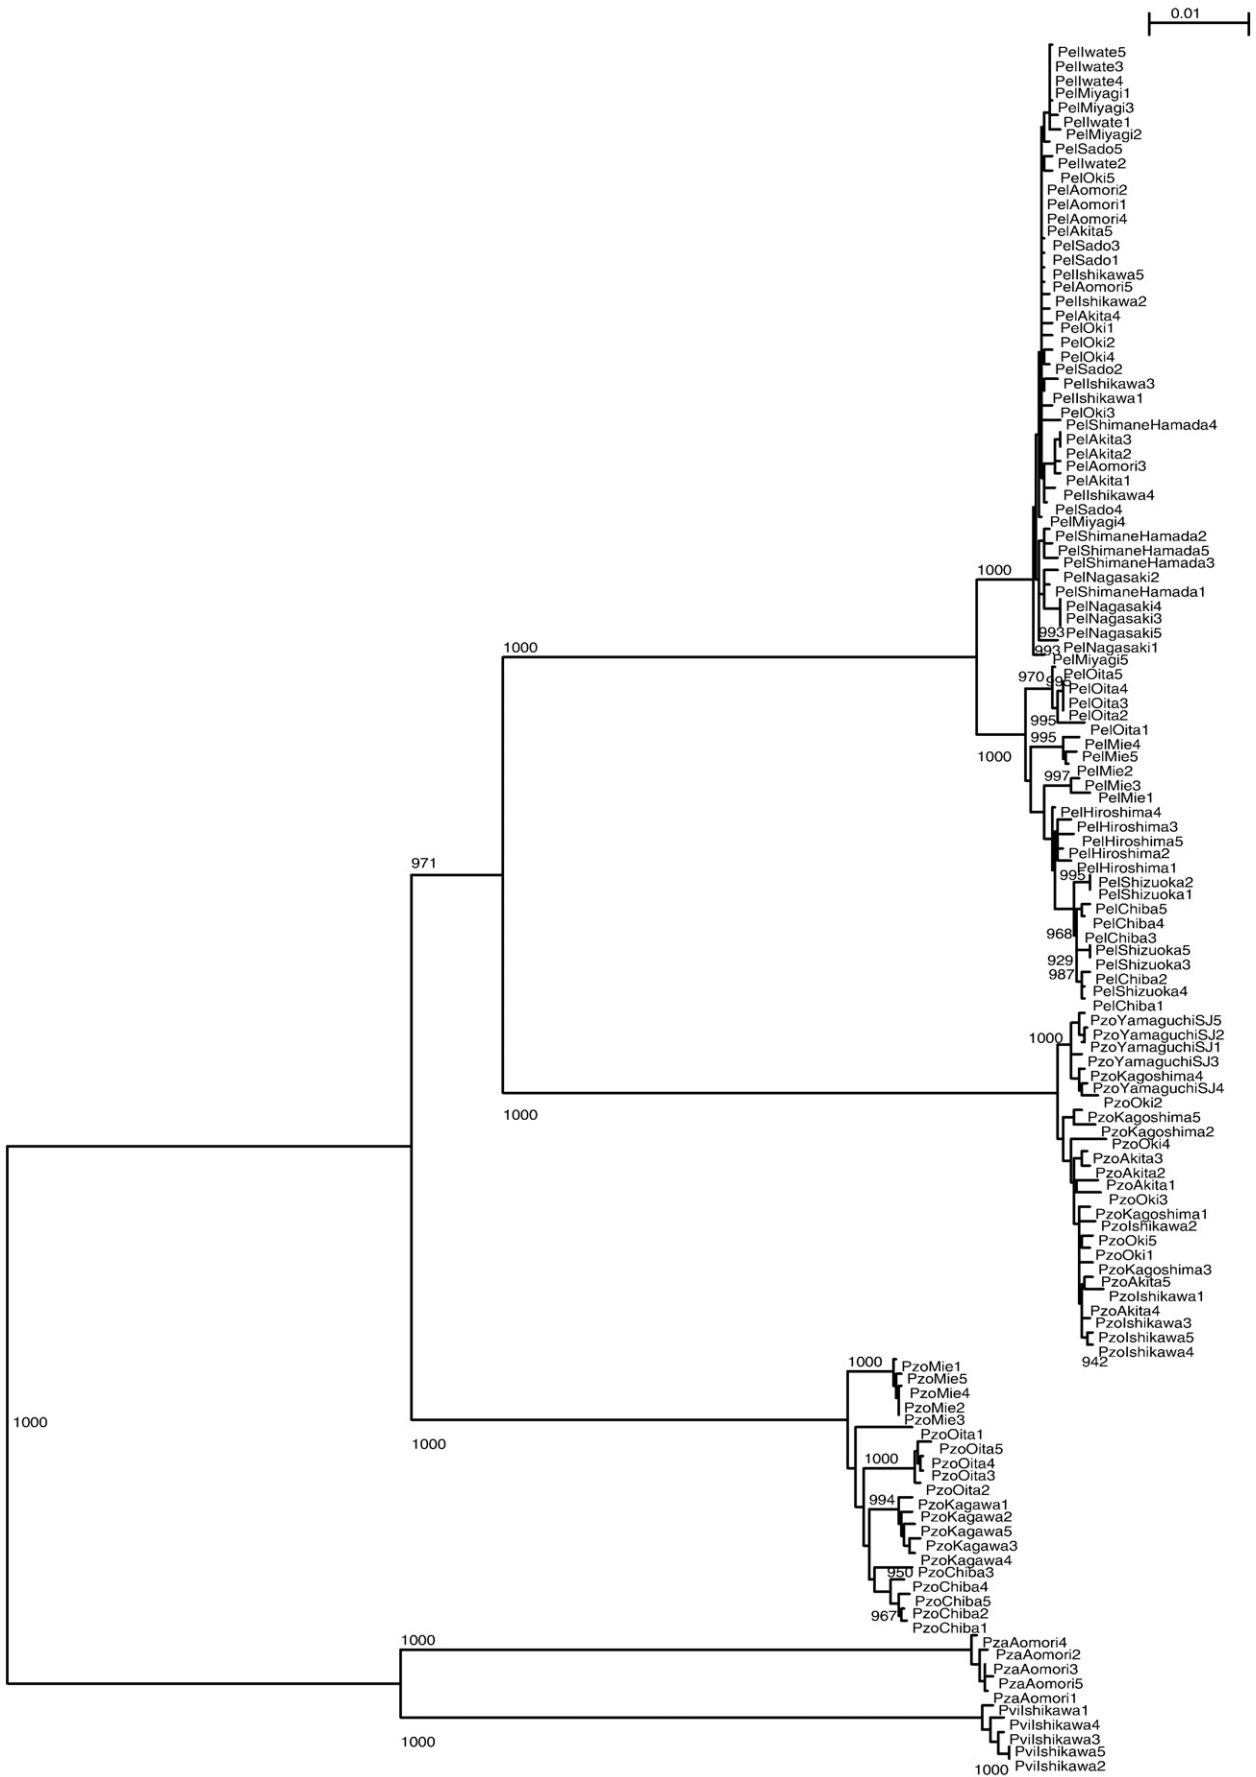 0.01
PelIwate5
PelIwate3
PelIwate4
PelMiyagi1
PelMiyagi3
PelIwate1
PelMiyagi2
PelSado5
PelIwate2
PelOki5
PelAomori2
PelAomori1
PelAomori4
PelAkita5
PelSado3
PelSado1
PelIshikawa5
PelAomori5
PelIshikawa2
PelAkita4
PelOki1
PelOki2
PelOki4
PelSado2
PelIshikawa3
PelIshikawa1
PelOki3
PelShimaneHamada4
PelAkita3
PelAkita2
PelAomori3
PelAkita1
PelIshikawa4
PelSado4
PelMiyagi4
PelShimaneHamada2
PelShimaneHamada5
PelShimaneHamada3
1000
PelNagasaki2
PelShimaneHamada1
PelNagasaki4
PelNagasaki3
993
PelNagasaki5
1000
993
PelNagasaki1
PelMiyagi5
970
995
PelOita5
PelOita4
PelOita3
PelOita2
995
PelOita1
995
PelMie4
1000
PelMie5
PelMie2
997
PelMie3
PelMie1
PelHiroshima4
PelHiroshima3
PelHiroshima5
PelHiroshima2
971
PelHiroshima1
995
PelShizuoka2
PelShizuoka1
PelChiba5
PelChiba4
968
PelChiba3
PelShizuoka5
929
PelShizuoka3
987
PelChiba2
PelShizuoka4
PelChiba1
PzoYamaguchiSJ5
1000
PzoYamaguchiSJ2
PzoYamaguchiSJ1
PzoYamaguchiSJ3
PzoKagoshima4
PzoYamaguchiSJ4
PzoOki2
1000
PzoKagoshima5
PzoKagoshima2
PzoOki4
PzoAkita3
PzoAkita2
PzoAkita1
PzoOki3
PzoKagoshima1
PzoIshikawa2
PzoOki5
PzoOki1
PzoKagoshima3
PzoAkita5
PzoIshikawa1
PzoAkita4
PzoIshikawa3
PzoIshikawa5
PzoIshikawa4
942
1000
PzoMie1
PzoMie5
PzoMie4
PzoMie2
PzoMie3
1000
PzoOita1
1000
PzoOita5
1000
PzoOita4
PzoOita3
PzoOita2
994
PzoKagawa1
PzoKagawa2
PzoKagawa5
PzoKagawa3
PzoKagawa4
950
PzoChiba3
PzoChiba4
PzoChiba5
967
PzoChiba2
PzoChiba1
1000
PzaAomori4
PzaAomori2
PzaAomori3
PzaAomori5
PzaAomori1
PviIshikawa1
PviIshikawa4
1000
PviIshikawa3
PviIshikawa5
1000
PviIshikawa2